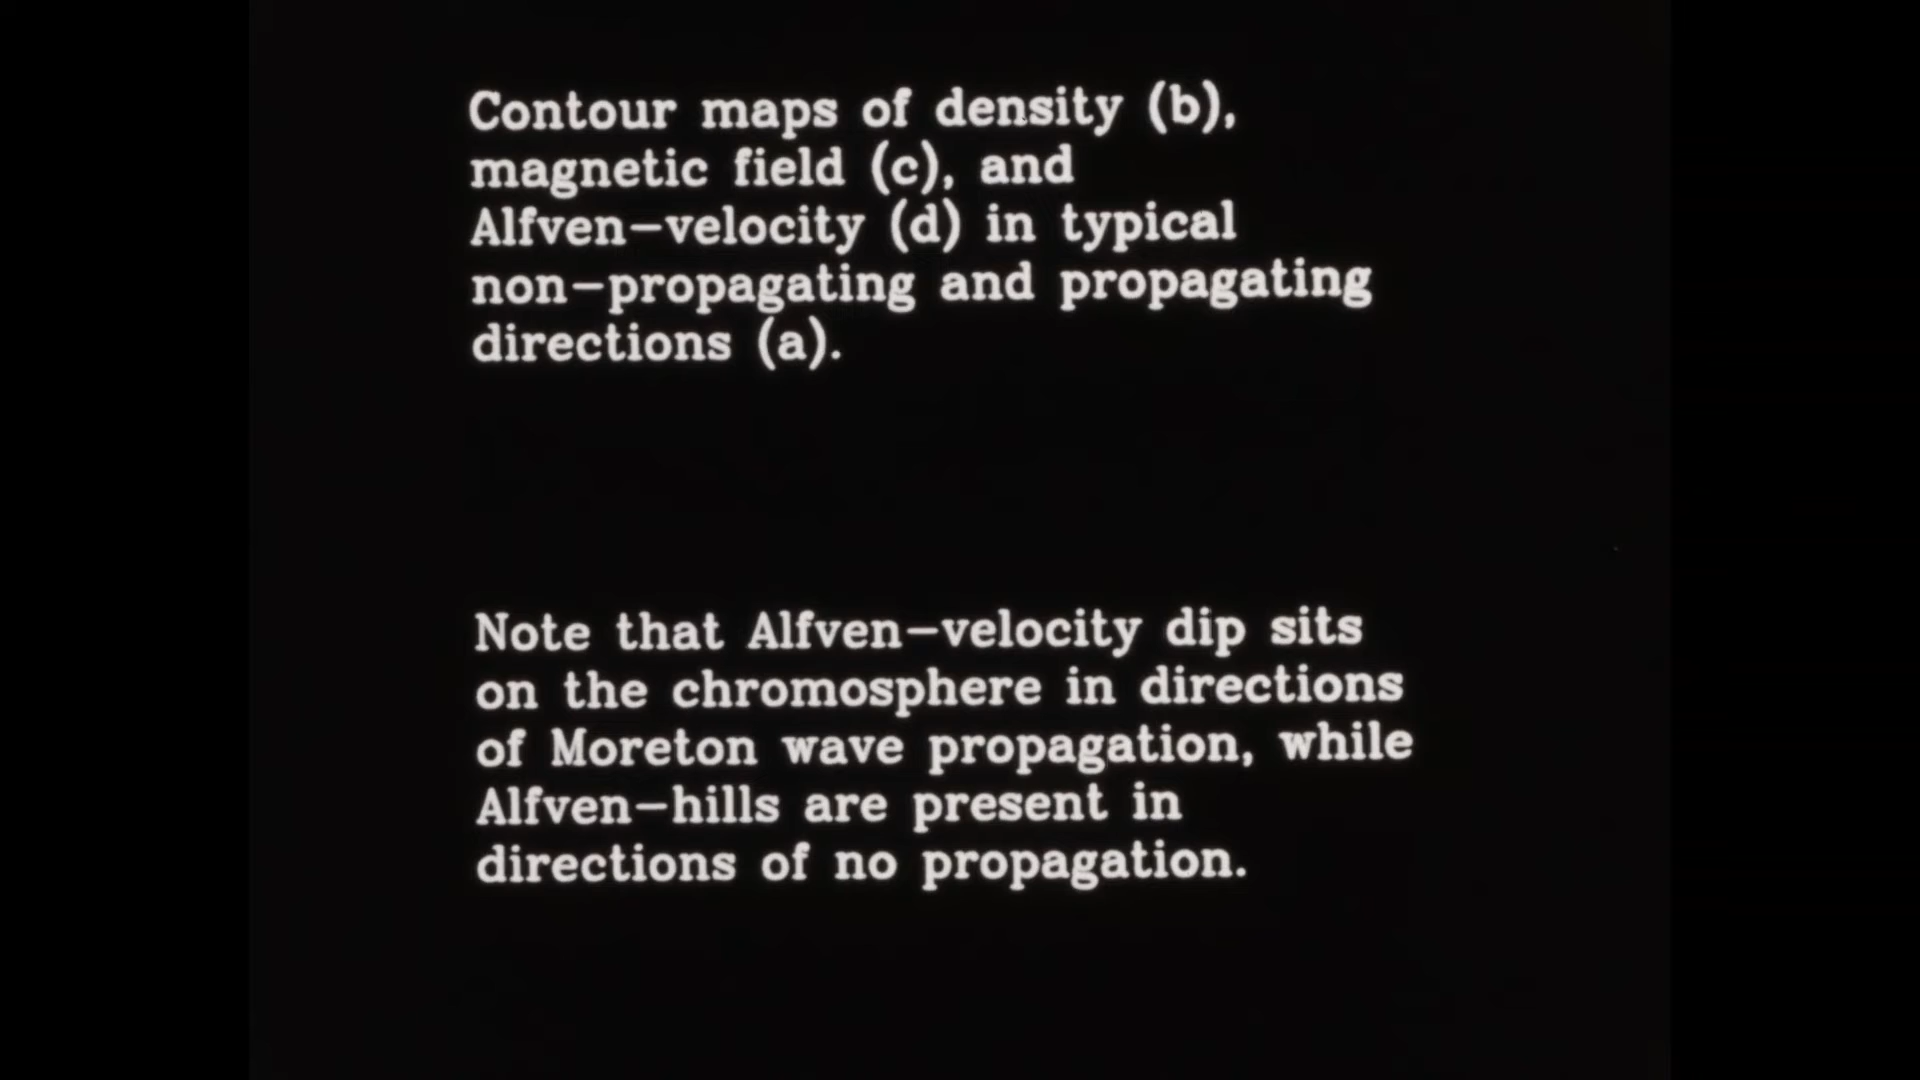 Contour maps of density (b),
magnetic field (c), and
Alfven-velocity (d) in typical
non-propagating and propagating
directions (a).
Note that Alfven-velocity dip sits
on the chromosphere in directions
of Moreton wave propagation, while
Alfven-hills are present in
directions of no propagation.